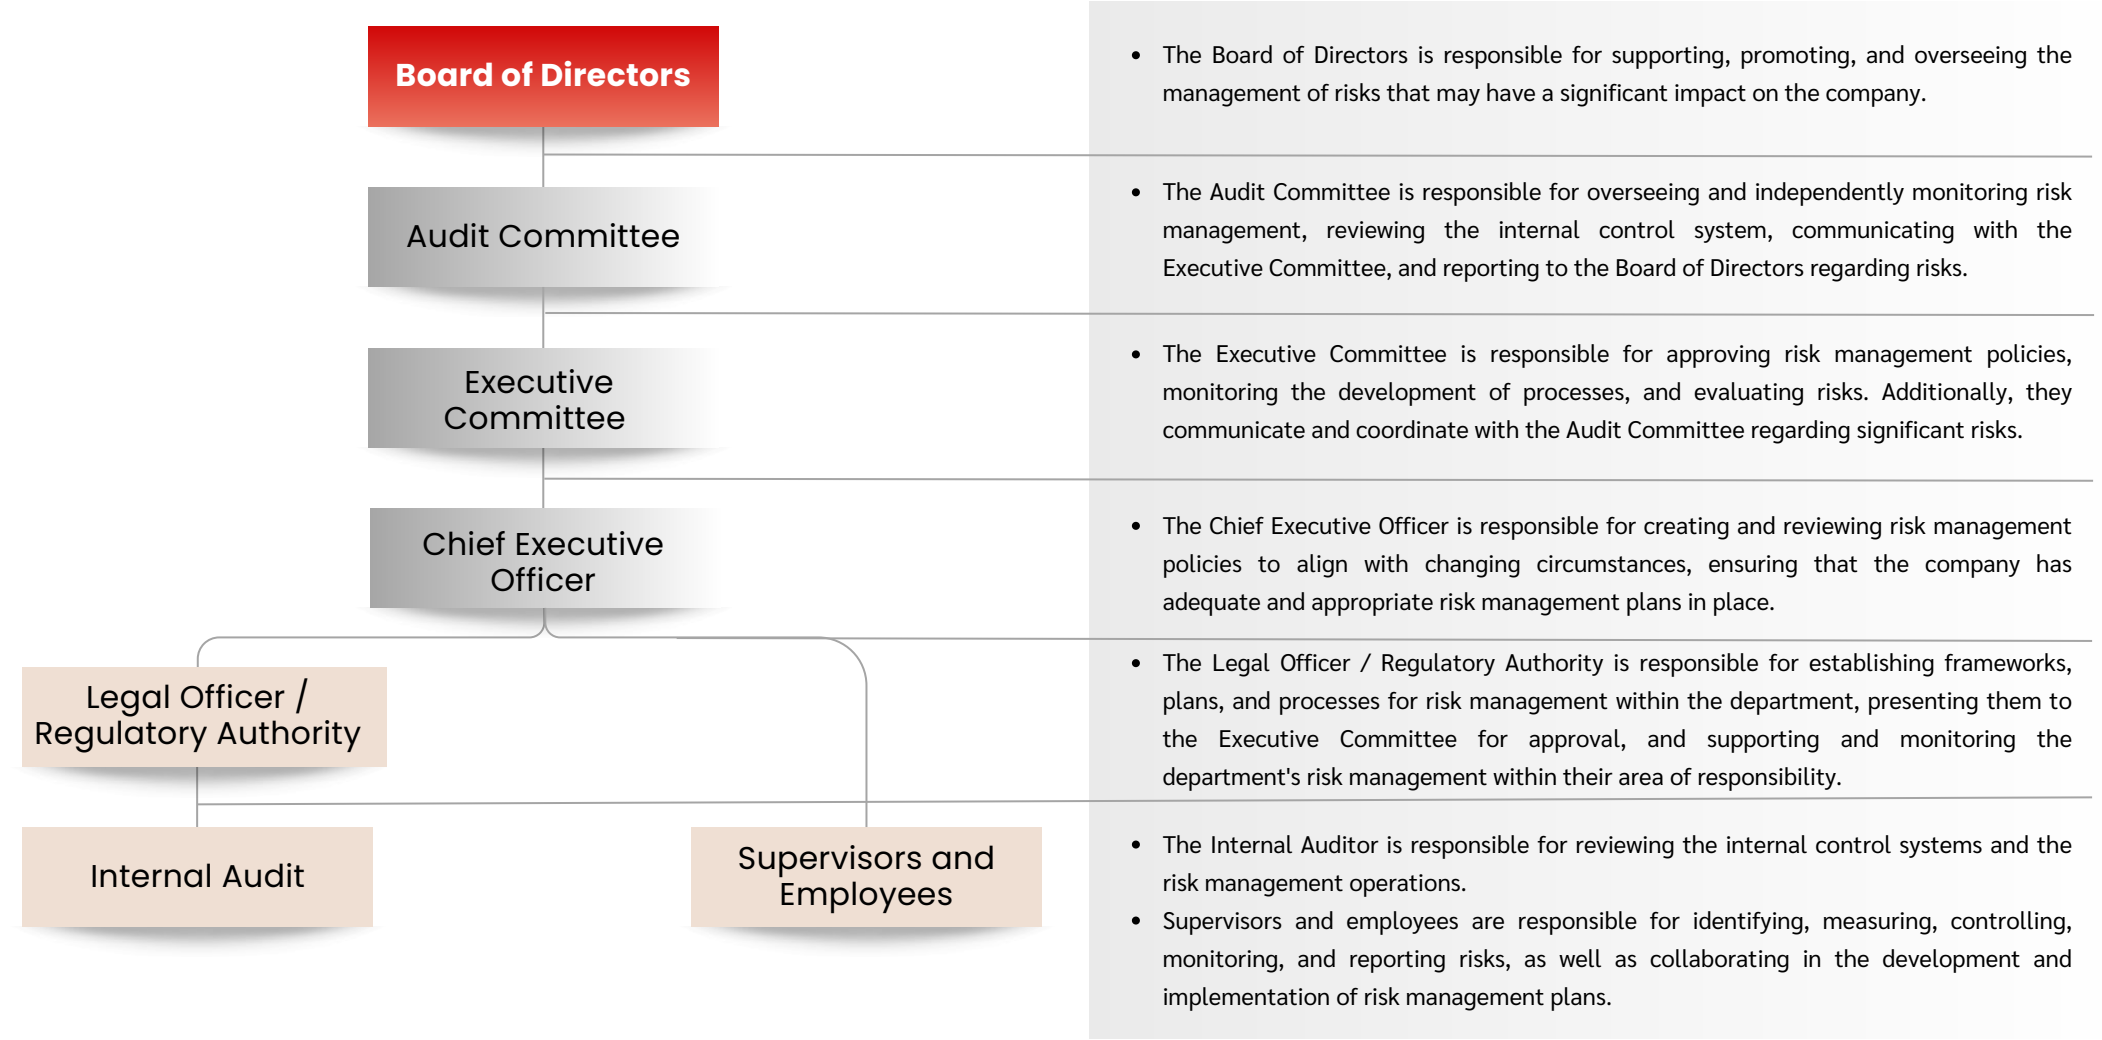 Board of Directors
• The Board of Directors is responsible for supporting, promoting, and overseeing the
management of risks that may have a significant impact on the company.
Audit Committee
• The Audit Committee is responsible for overseeing and independently monitoring risk
management, reviewing the internal control system, communicating with the
Executive Committee, and reporting to the Board of Directors regarding risks.
Executive
Committee
• The Executive Committee is responsible for approving risk management policies,
monitoring the development of processes, and evaluating risks. Additionally, they
communicate and coordinate with the Audit Committee regarding significant risks.
Chief Executive
Officer
• The Chief Executive Officer is responsible for creating and reviewing risk management
policies to align with changing circumstances, ensuring that the company has
adequate and appropriate risk management plans in place.
Legal Officer /
Regulatory Authority
• The Legal Officer / Regulatory Authority is responsible for establishing frameworks,
plans, and processes for risk management within the department, presenting them to
the Executive Committee for approval, and supporting and monitoring the
department's risk management within their area of responsibility.
Internal Audit
Supervisors and
Employees
• The Internal Auditor is responsible for reviewing the internal control systems and the
risk management operations.
• Supervisors and employees are responsible for identifying, measuring, controlling,
monitoring, and reporting risks, as well as collaborating in the development and
implementation of risk management plans.